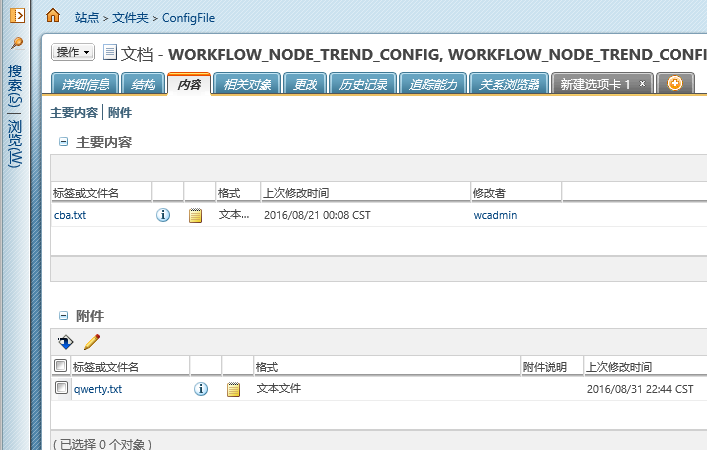 站点 > 文件夹 > ConfigFile
搜索(S) | 浏览(W)
操作 文档 - WORKFLOW_NODE_TREND_CONFIG, WORKFLOW_NODE_TREND_CONFI
详细信息 结构 内容 相关对象 更改 历史记录 追踪能力 关系浏览器 新建选项卡 1 x
主要内容 | 附件
主要内容
标签或文件名 格式 上次修改时间 修改者
cba.txt 文本... 2016/08/21 00:08 CST wcadmin
附件
标签或文件名 格式 附件说明 上次修改时间
qwerty.txt 文本文件 2016/08/31 22:44 CST
( 已选择 0 个对象 )